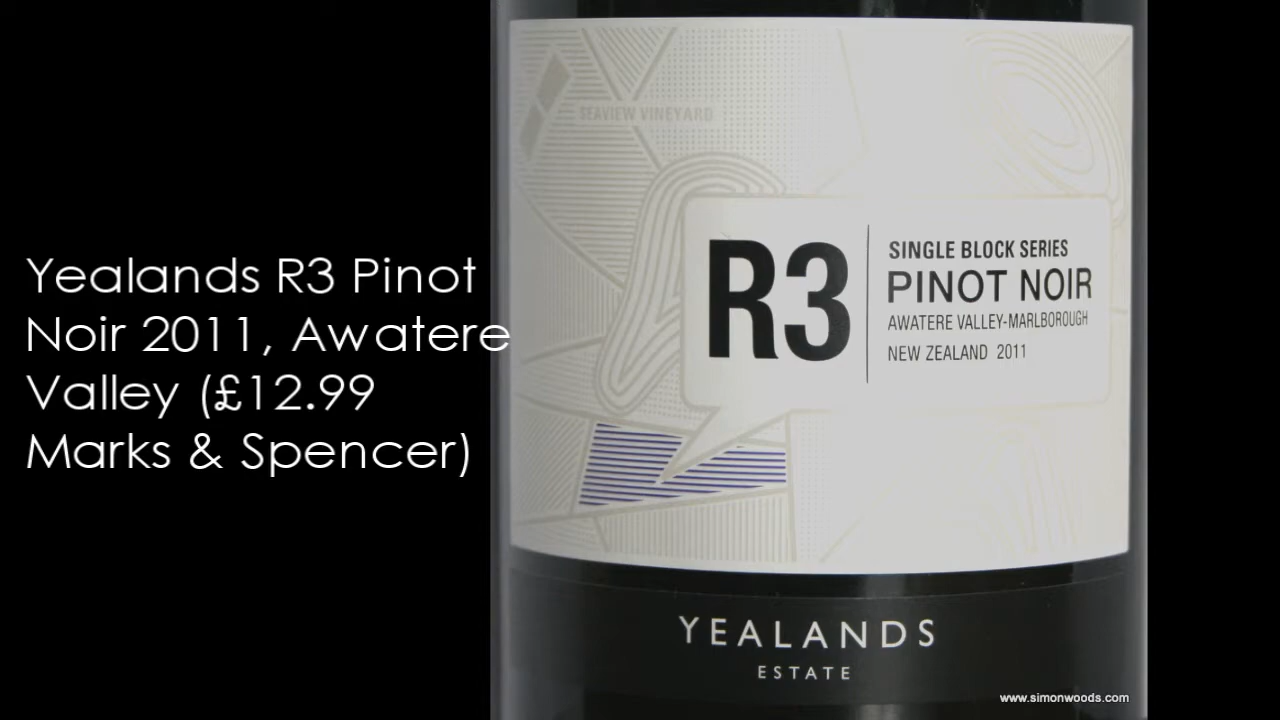 Yealands R3 Pinot
Noir 2011, Awatere
Valley (£12.99
Marks & Spencer)
SEAVIEW VINEYARD
R3
SINGLE BLOCK SERIES
PINOT NOIR
AWATERE VALLEY-MARLBOROUGH
NEW ZEALAND 2011
YEALANDS
ESTATE
www.simonwoods.com